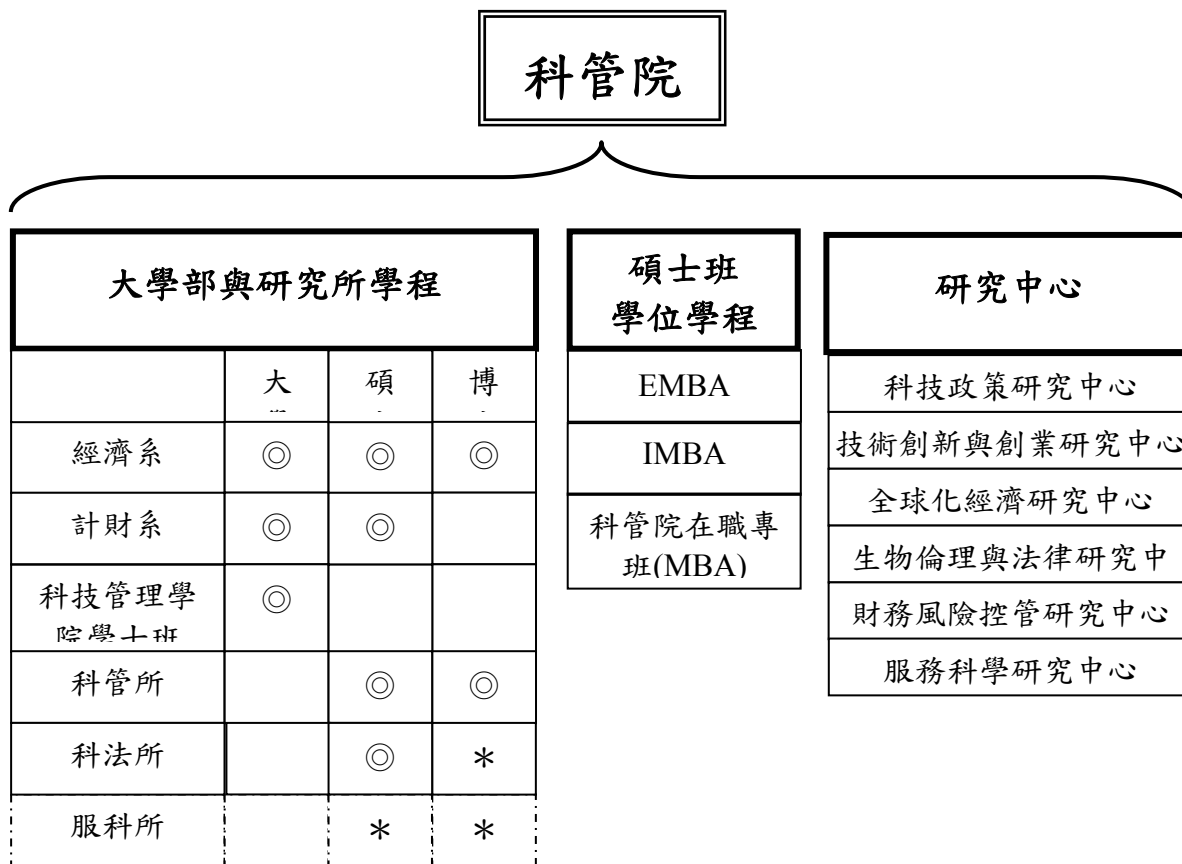 科管院
大學部與研究所學程
大 碩 博
經濟系 ◎ ◎ ◎
計財系 ◎ ◎
科技管理學 ◎
院學士班
科管所 ◎ ◎
科法所 ◎ *
服科所 * *
碩士班
學位學程
EMBA
IMBA
科管院在職專
班(MBA)
研究中心
科技政策研究中心
技術創新與創業研究中心
全球化經濟研究中心
生物倫理與法律研究中
財務風險控管研究中心
服務科學研究中心